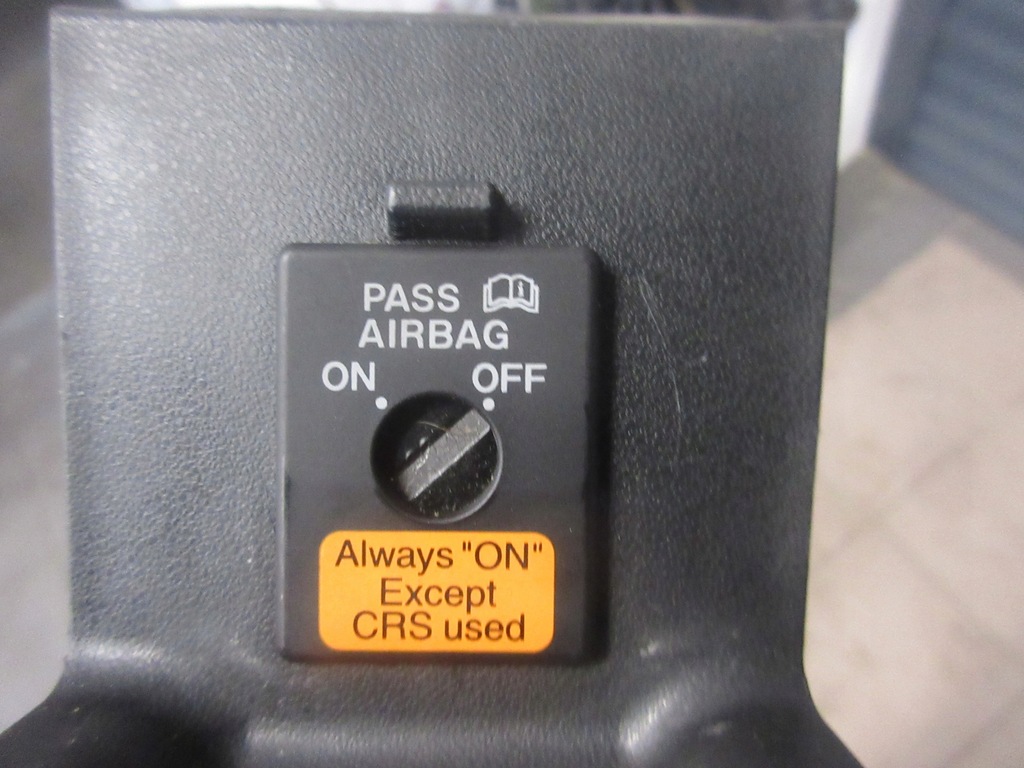 PASS
AIRBAG
ON OFF
Always "ON"
Except
CRS used